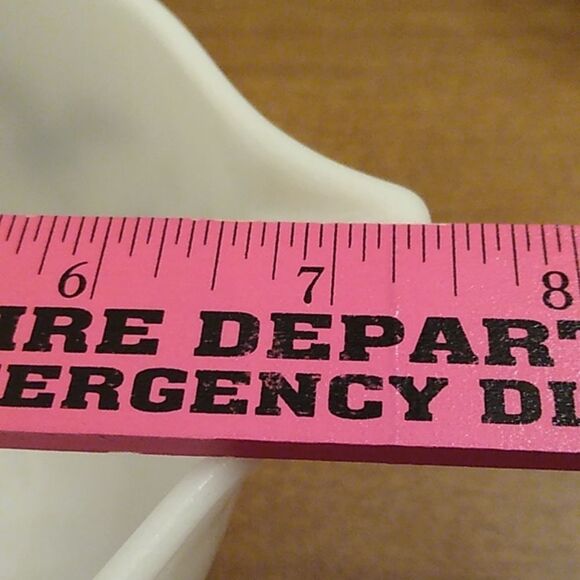 6 7 8
IRE DEPART
ERGENCY DI